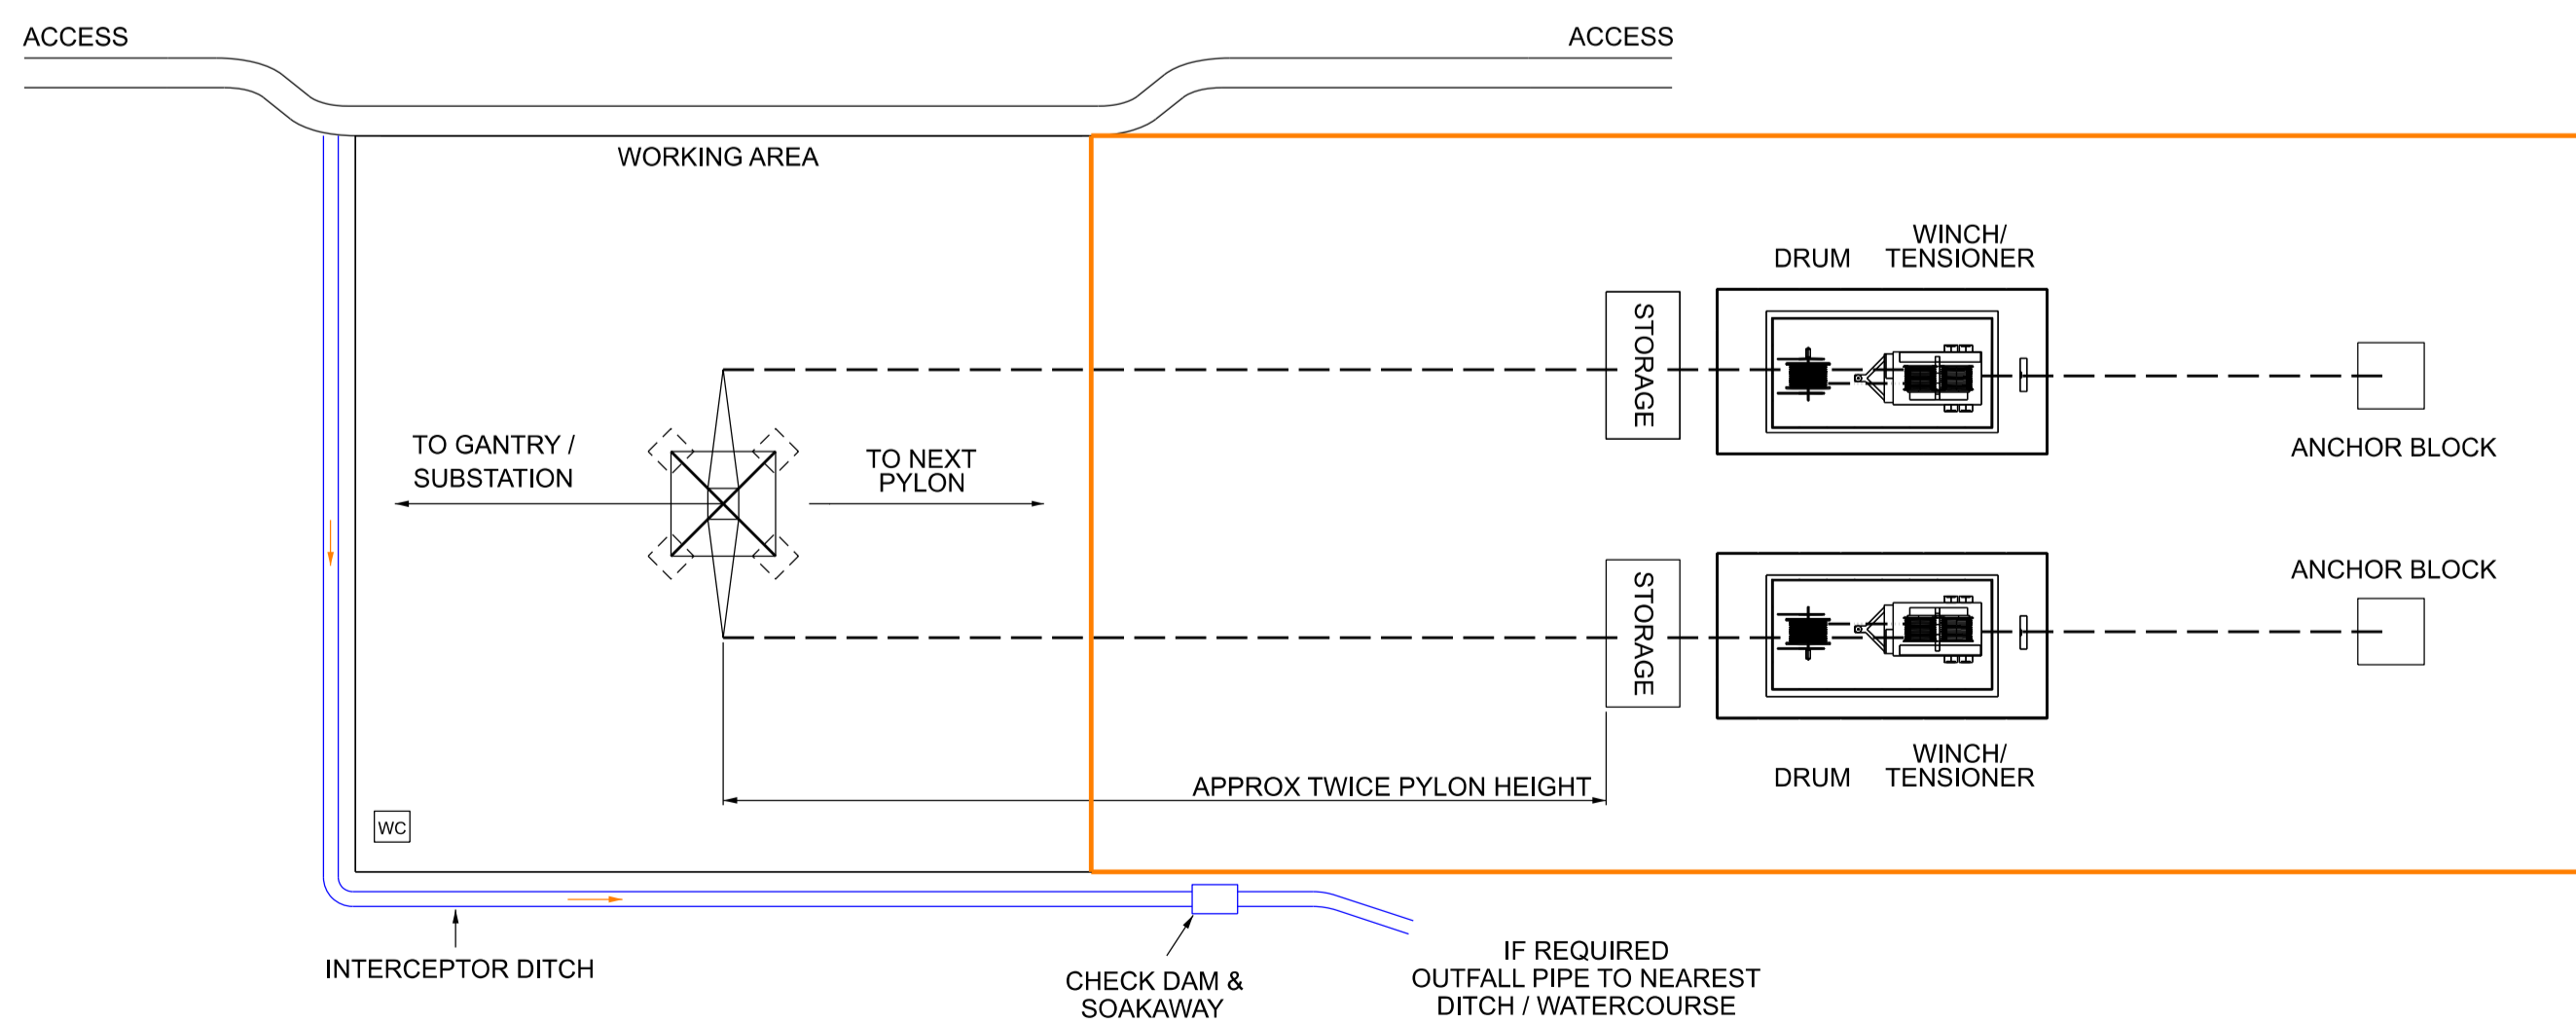 ACCESS
ACCESS
WORKING AREA
WINCH/
DRUM TENSIONER
STORAGE
TO GANTRY /
SUBSTATION
TO NEXT
PYLON
ANCHOR BLOCK
ANCHOR BLOCK
STORAGE
WINCH/
DRUM TENSIONER
APPROX TWICE PYLON HEIGHT
WC
INTERCEPTOR DITCH
CHECK DAM &
SOAKAWAY
IF REQUIRED
OUTFALL PIPE TO NEAREST
DITCH / WATERCOURSE